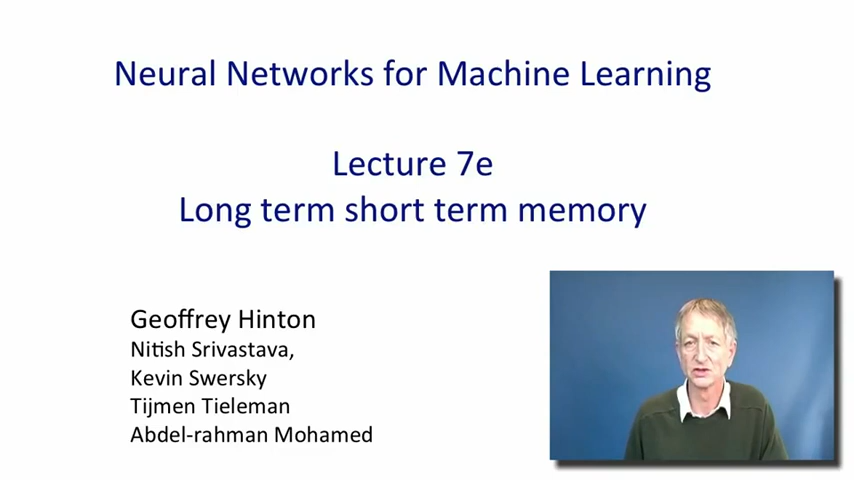 Neural Networks for Machine Learning
Lecture 7e
Long term short term memory
Geoffrey Hinton
Nitish Srivastava,
Kevin Swersky
Tijmen Tieleman
Abdel-rahman Mohamed